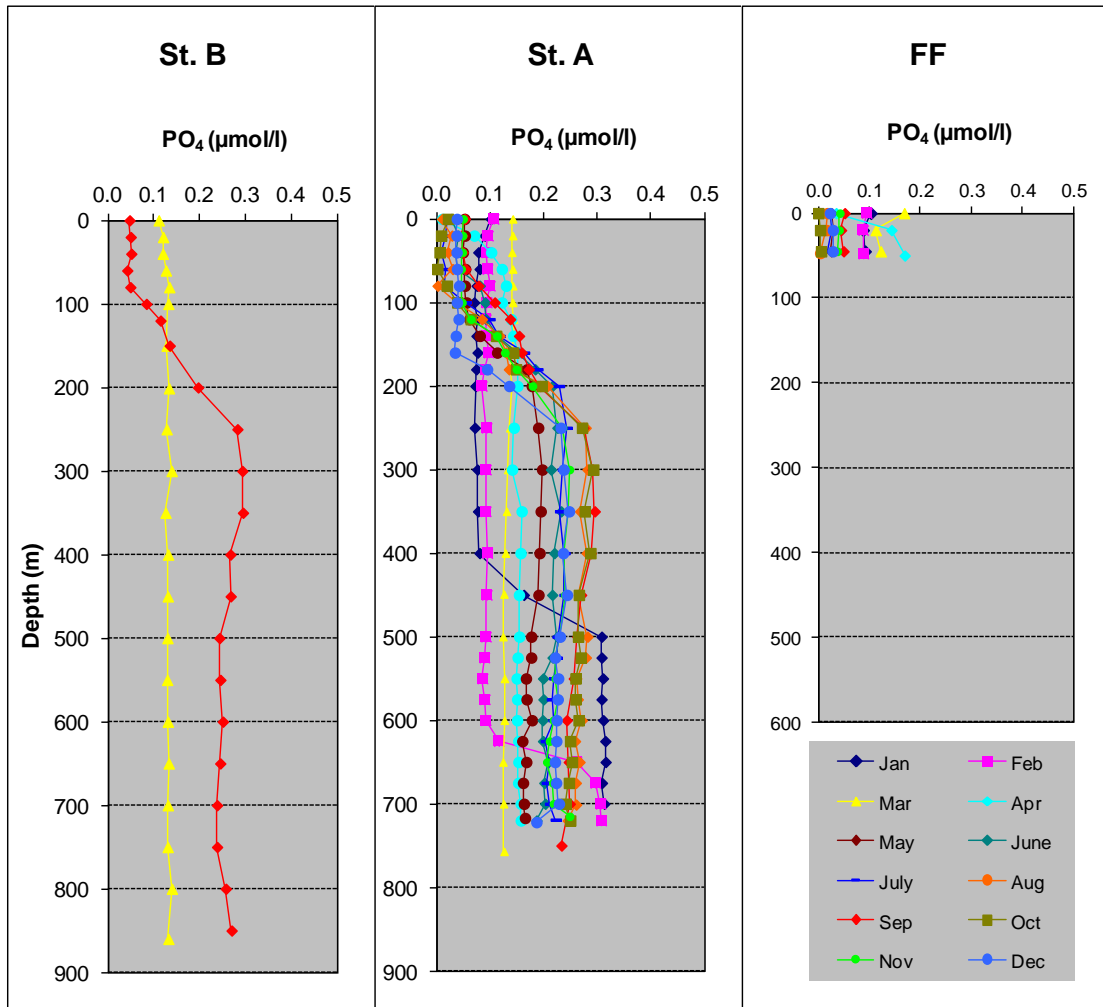 St. B
PO₄ (µmol/l)
0.0 0.1 0.2 0.3 0.4 0.5
0
100
200
300
400
500
600
700
800
900
Depth (m)
St. A
PO₄ (µmol/l)
0.0 0.1 0.2 0.3 0.4 0.5
0
100
200
300
400
500
600
700
800
900
FF
PO₄ (µmol/l)
0.0 0.1 0.2 0.3 0.4 0.5
0
100
200
300
400
500
600
Jan Feb
Mar Apr
May June
July Aug
Sep Oct
Nov Dec